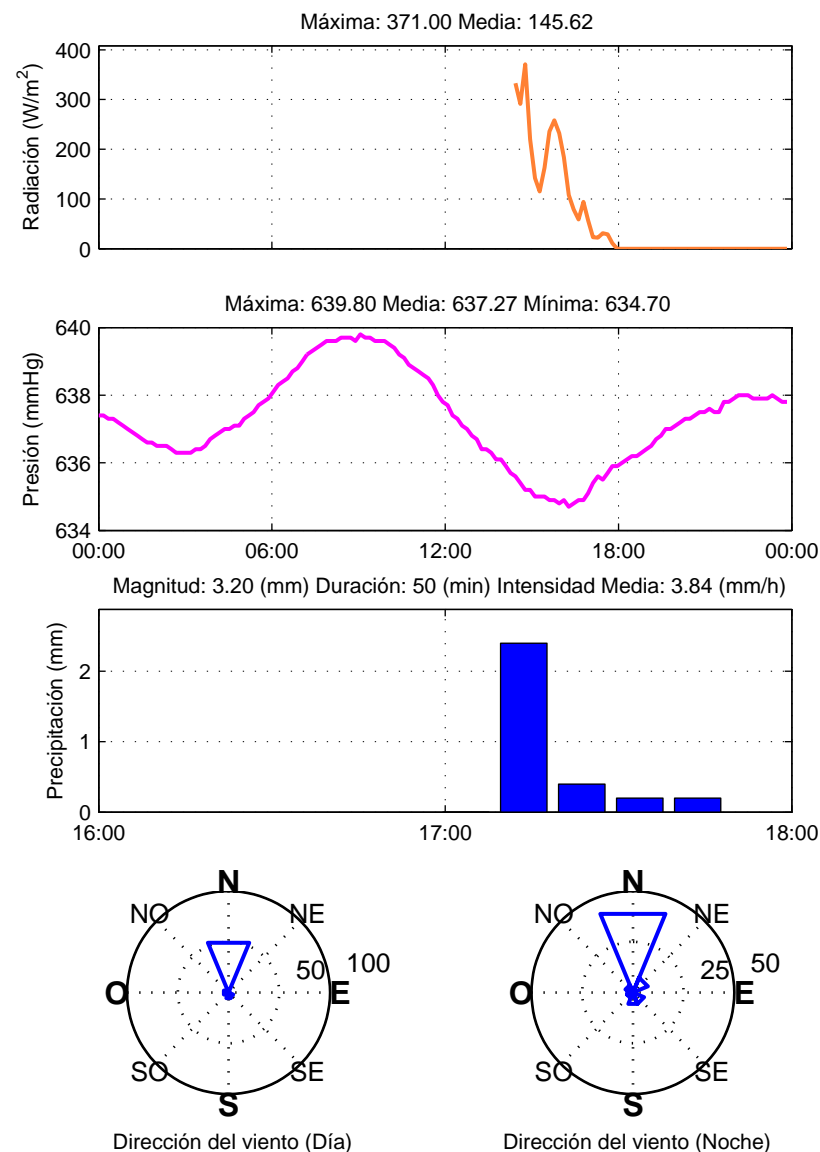 Máxima: 371.00 Media: 145.62
400
300
200
100
0
Radiación (W/m²)
Máxima: 639.80 Media: 637.27 Mínima: 634.70
640
638
636
634
Presión (mmHg)
00:00 06:00 12:00 18:00 00:00
Magnitud: 3.20 (mm) Duración: 50 (min) Intensidad Media: 3.84 (mm/h)
2
1
0
Precipitación (mm)
16:00 17:00 18:00
N
NO NE
50 100
O E
SO SE
S
Dirección del viento (Día)
N
NO NE
25 50
O E
SO SE
S
Dirección del viento (Noche)